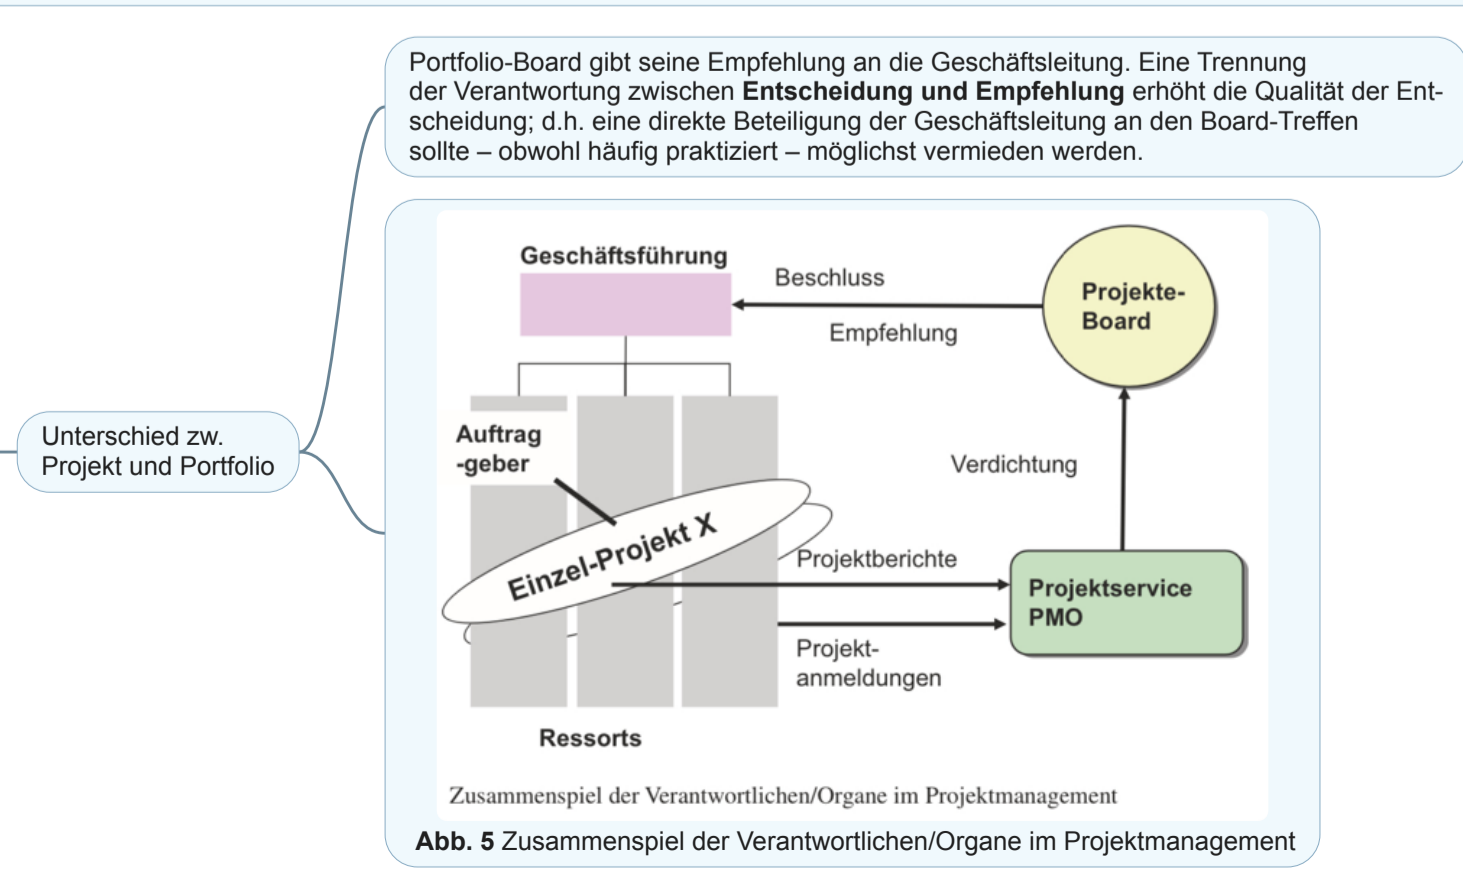 Portfolio-Board gibt seine Empfehlung an die Geschäftsleitung. Eine Trennung
der Verantwortung zwischen Entscheidung und Empfehlung erhöht die Qualität der Ent-
scheidung; d.h. eine direkte Beteiligung der Geschäftsleitung an den Board-Treffen
sollte – obwohl häufig praktiziert – möglichst vermieden werden.
Unterschied zw.
Projekt und Portfolio
Geschäftsführung
Beschluss
Empfehlung
Projekte-
Board
Auftrag
-geber
Verdichtung
Einzel-Projekt X
Projektberichte
Projektservice
PMO
Projekt-
anmeldungen
Ressorts
Zusammenspiel der Verantwortlichen/Organe im Projektmanagement
Abb. 5 Zusammenspiel der Verantwortlichen/Organe im Projektmanagement